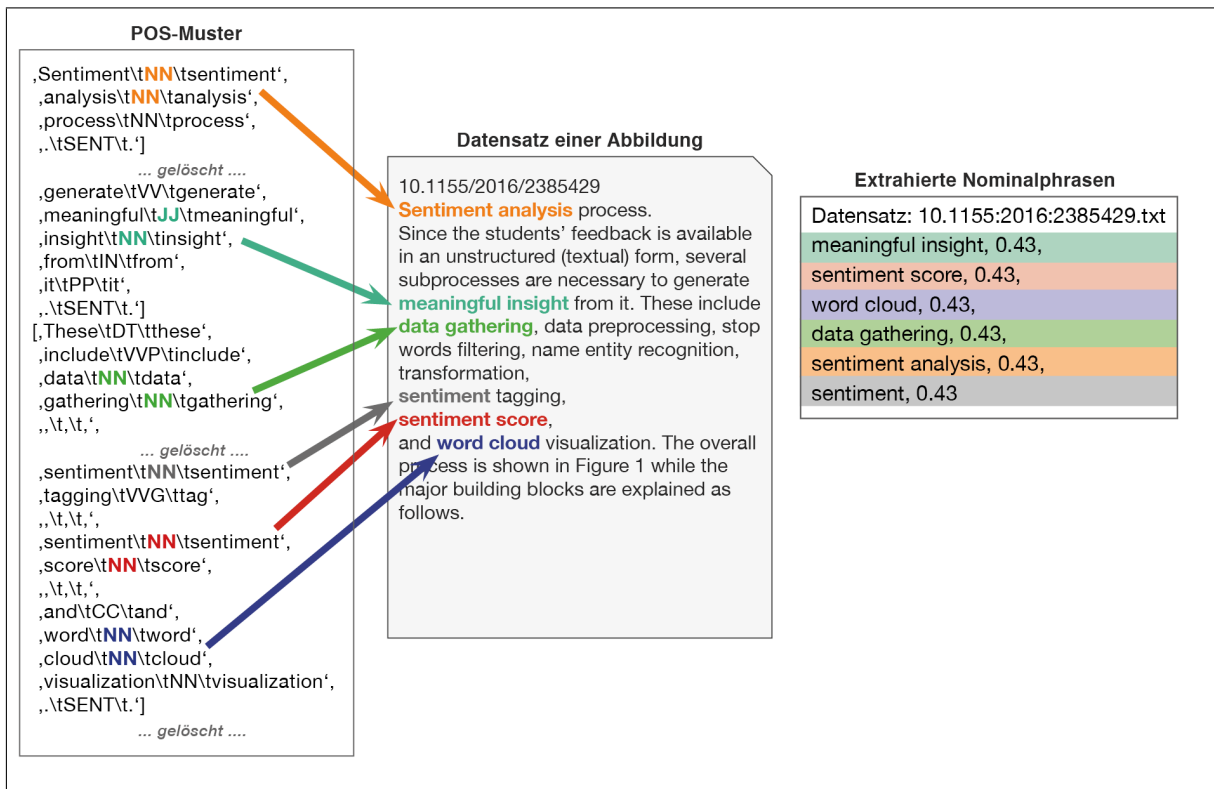 POS-Muster
‚Sentiment\tNN\tsentiment‘,
‚analysis\tNN\tanalysis‘,
‚process\tNN\tprocess‘,
‚.\tSENT\t.‘]
... gelöscht ....
‚generate\tVV\tgenerate‘,
‚meaningful\tJJ\tmeaningful‘,
‚insight\tNN\tinsight‘,
‚from\tIN\tfrom‘,
‚it\tPP\tit‘,
‚.\tSENT\t.‘]
[‚These\tDT\tthese‘,
‚include\tVVP\tinclude‘,
‚data\tNN\tdata‘,
‚gathering\tNN\tgathering‘,
‚,\t,\t,‘,
... gelöscht ....
‚sentiment\tNN\tsentiment‘,
‚tagging\tVVG\ttag‘,
‚,\t,\t,‘,
‚sentiment\tNN\tsentiment‘,
‚score\tNN\tscore‘,
‚,\t,\t,‘,
‚and\tCC\tand‘,
‚word\tNN\tword‘,
‚cloud\tNN\tcloud‘,
‚visualization\tNN\tvisualization‘,
‚.\tSENT\t.‘]
... gelöscht ....
Datensatz einer Abbildung
10.1155/2016/2385429
Sentiment analysis process.
Since the students’ feedback is available
in an unstructured (textual) form, several
subprocesses are necessary to generate
meaningful insight from it. These include
data gathering, data preprocessing, stop
words filtering, name entity recognition,
transformation,
sentiment tagging,
sentiment score,
and word cloud visualization. The overall
process is shown in Figure 1 while the
major building blocks are explained as
follows.
Extrahierte Nominalphrasen
Datensatz: 10.1155:2016:2385429.txt
meaningful insight, 0.43,
sentiment score, 0.43,
word cloud, 0.43,
data gathering, 0.43,
sentiment analysis, 0.43,
sentiment, 0.43